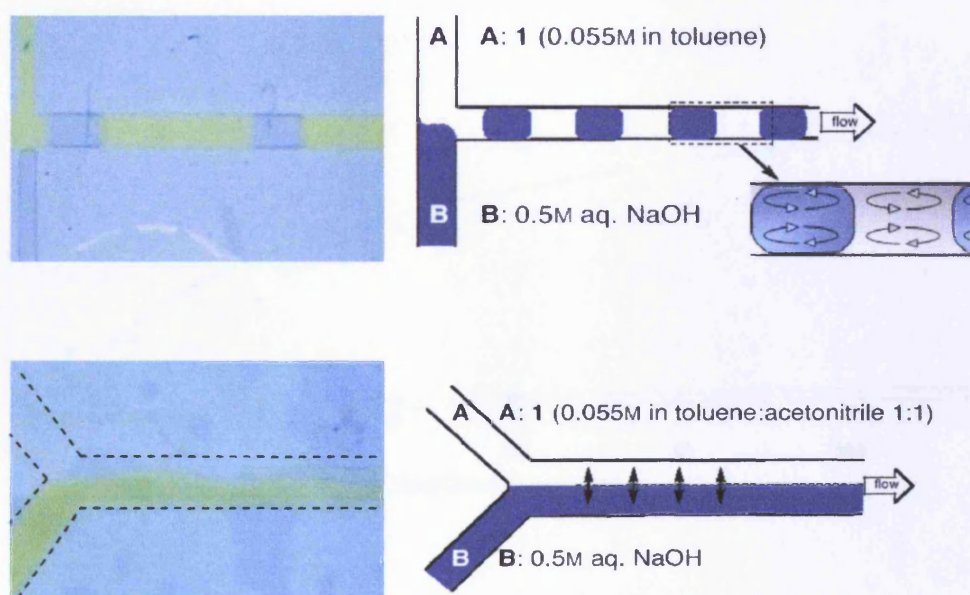 A A: 1 (0.055M in toluene)
flow
B B: 0.5M aq. NaOH
A A: 1 (0.055M in toluene:acetonitrile 1:1)
flow
B B: 0.5M aq. NaOH